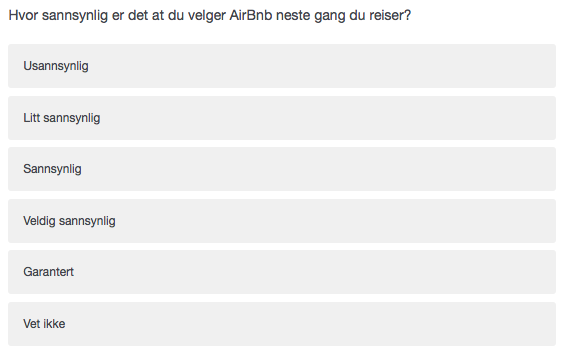 Hvor sannsynlig er det at du velger AirBnb neste gang du reiser?
Usannsynlig
Litt sannsynlig
Sannsynlig
Veldig sannsynlig
Garantert
Vet ikke